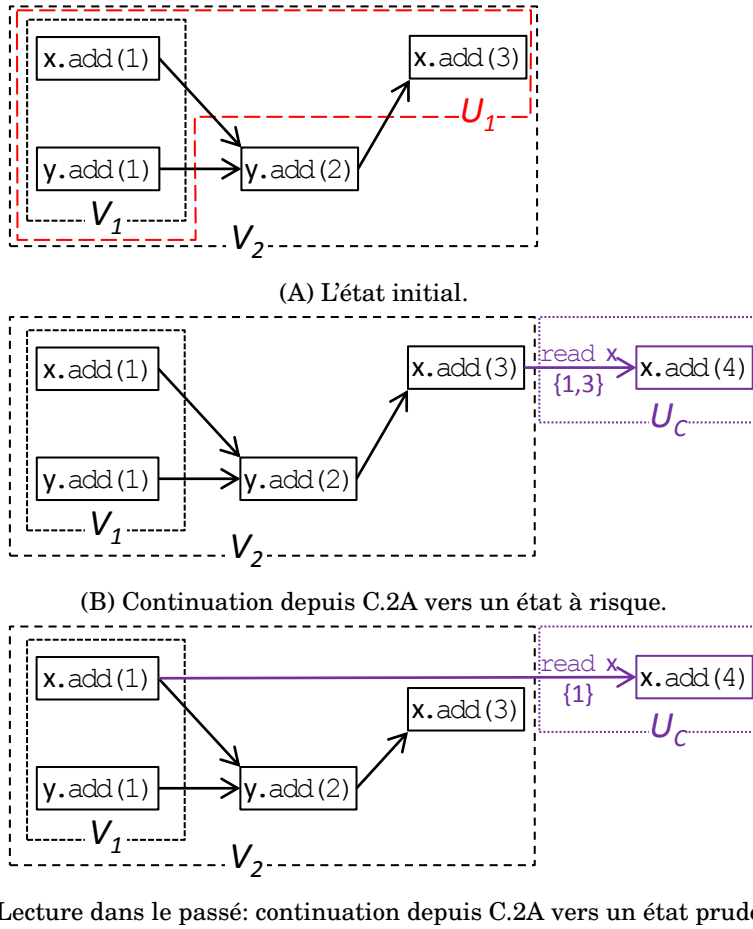 x.add(1)
x.add(3)
U1
y.add(1)
y.add(2)
V1
V2
(A) L'état initial.
x.add(1)
x.add(3)
read x
{1,3}
x.add(4)
UC
y.add(1)
y.add(2)
V1
V2
(B) Continuation depuis C.2A vers un état à risque.
x.add(1)
read x
{1}
x.add(4)
x.add(3)
UC
y.add(1)
y.add(2)
V1
V2
Lecture dans le passé: continuation depuis C.2A vers un état prud